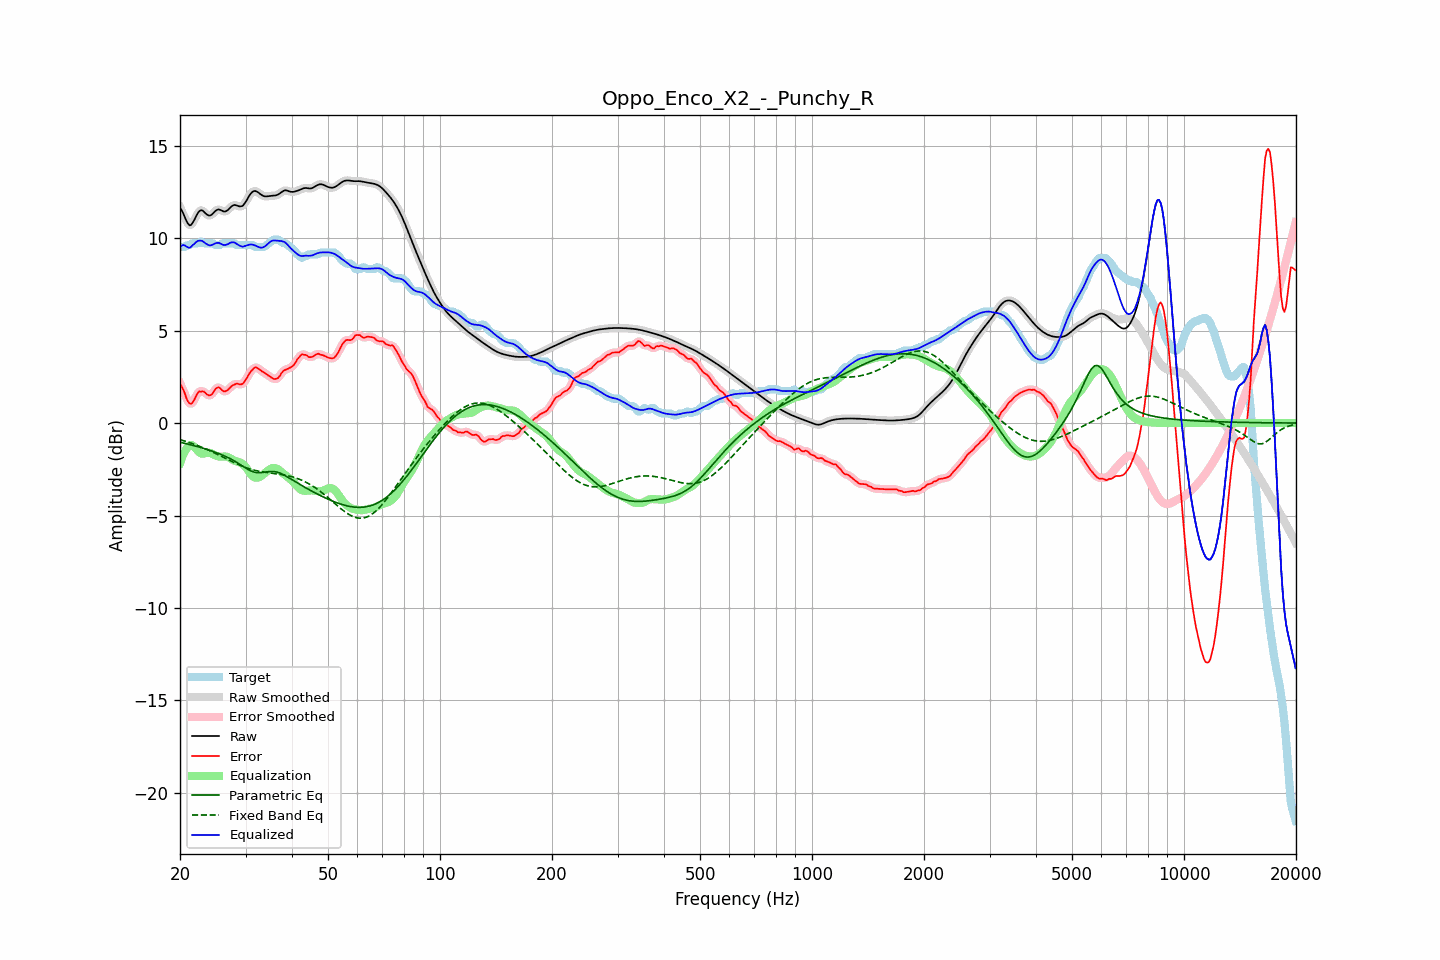 Oppo_Enco_X2_-_Punchy_R
Amplitude (dBr)
15
10
5
0
−5
−10
−15
−20
Target
Raw Smoothed
Error Smoothed
Raw
Error
Equalization
Parametric Eq
Fixed Band Eq
Equalized
20 50 100 200 500 1000 2000 5000 10000 20000
Frequency (Hz)